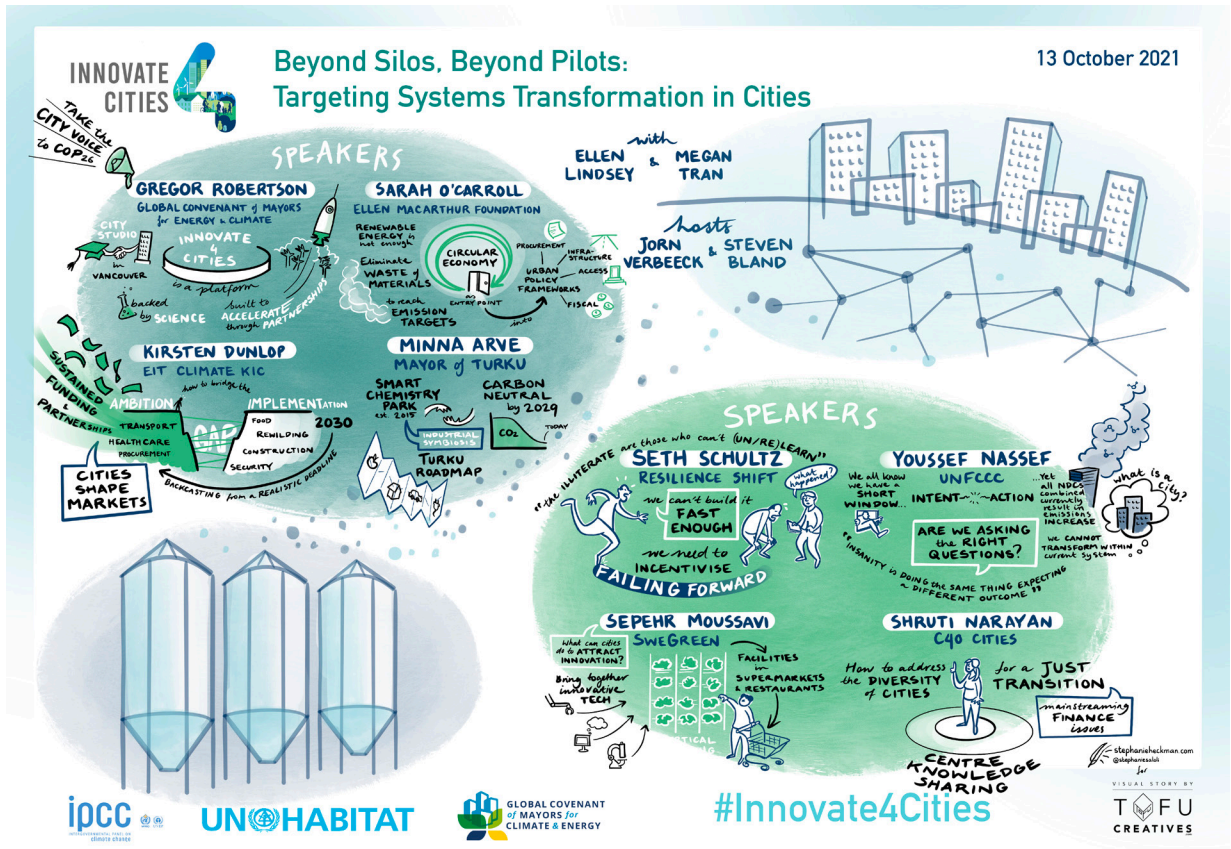 INNOVATE
4
CITIES
Beyond Silos, Beyond Pilots:
Targeting Systems Transformation in Cities
13 October 2021
TAKE the
CITY VOICE
to COP26
with
ELLEN LINDSEY & MEGAN TRAN
hosts
JORN VERBEECK & STEVEN BLAND
SPEAKERS
GREGOR ROBERTSON
GLOBAL CONVENANT of MAYORS
for ENERGY & CLIMATE
CITY
STUDIO
in
VANCOUVER
INNOVATE
4
CITIES
is a platform
backed
by SCIENCE
built to
ACCELERATE
through PARTNERSHIPS
SARAH O'CARROLL
ELLEN MACARTHUR FOUNDATION
RENEWABLE
ENERGY is
not enough
Eliminate
WASTE of
MATERIALS
to reach
EMISSION
TARGETS
CIRCULAR
ECONOMY
as
ENTRY POINT
into
URBAN
POLICY
FRAMEWORKS
PROCUREMENT
INFRA-
STRUCTURE
ACCESS
FISCAL
KIRSTEN DUNLOP
EIT CLIMATE KIC
SUSTAINED
FUNDING
&
PARTNERSHIPS
how to bridge the
AMBITION
TRANSPORT
HEALTHCARE
PROCUREMENT
GAP
IMPLEMENTATION
FOOD
REWILDING
CONSTRUCTION
SECURITY
2030
BACKCASTING from a REALISTIC DEADLINE
CITIES
SHAPE
MARKETS
MINNA ARVE
MAYOR of TURKU
SMART
CHEMISTRY
PARK
est. 2015
INDUSTRIAL
SYMBIOSIS
CARBON
NEUTRAL
by 2029
CO2
TODAY
TURKU
ROADMAP
SPEAKERS
"the ILLITERATE are those who can't (UN/RE)LEARN"
SETH SCHULTZ
RESILIENCE SHIFT
we can't build it
FAST
ENOUGH
what
happened?
we need to
INCENTIVISE
FAILING FORWARD
YOUSSEF NASSEF
UNFCCC
We all know
we have a
SHORT
WINDOW...
INTENT ACTION
...Yet
all NDCs
combined
currently
result in
emissions
INCREASE
what is a
city?
ARE WE ASKING
the RIGHT
QUESTIONS?
WE CANNOT
TRANSFORM WITHIN
current system
"INSANITY is DOING the SAME THING EXPECTING
a DIFFERENT OUTCOME"
SEPEHR MOUSSAVI
SWEGREEN
What can cities
do to ATTRACT
INNOVATION?
Bring together
innovative
TECH
FACILITIES
in
SUPERMARKETS
& RESTAURANTS
SHRUTI NARAYAN
C40 CITIES
How to address
the DIVERSITY
of CITIES
for a JUST
TRANSITION
mainstreaming
FINANCE
issues
CENTRE
KNOWLEDGE
SHARING
stephanieheckman.com
for
VISUAL STORY BY
TOFU
CREATIVES
ipcc
INTERGOVERNMENTAL PANEL ON
climate change
UN HABITAT
GLOBAL COVENANT
of MAYORS for
CLIMATE & ENERGY
#Innovate4Cities